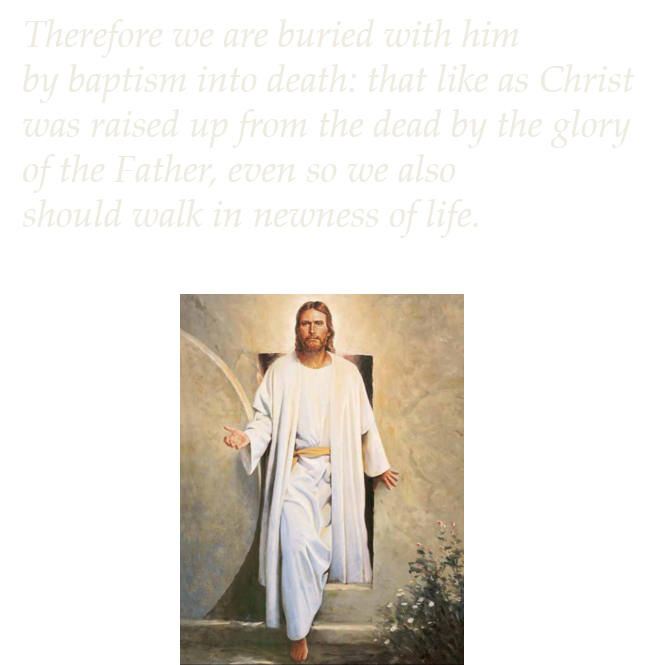 Therefore we are buried with him
by baptism into death: that like as Christ
was raised up from the dead by the glory
of the Father, even so we also
should walk in newness of life.